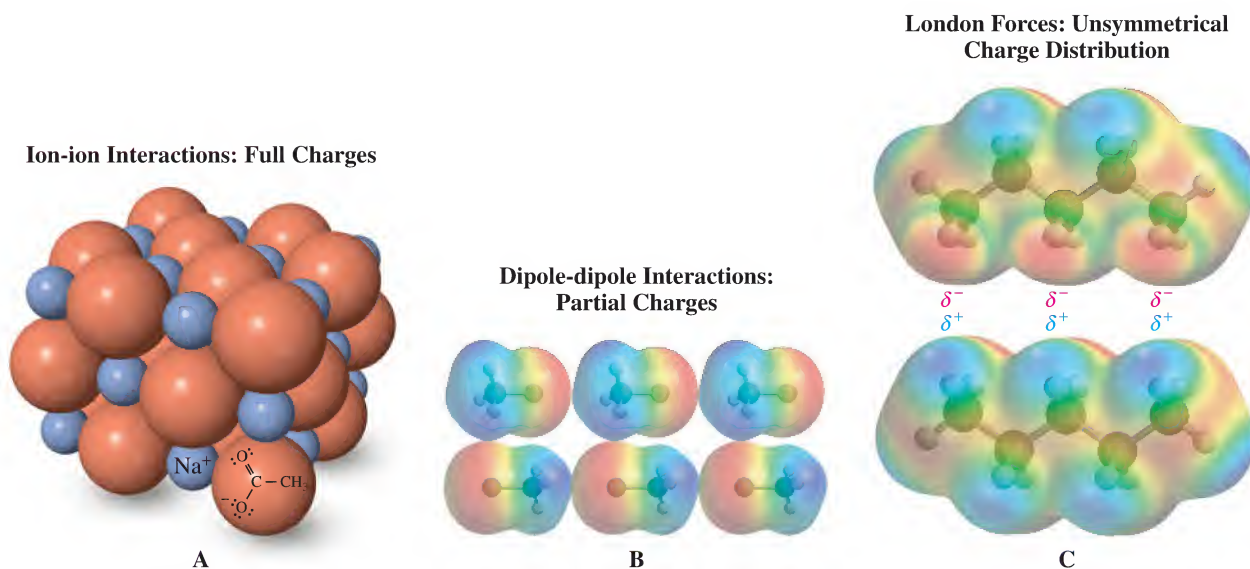 London Forces: Unsymmetrical
Charge Distribution
Ion-ion Interactions: Full Charges
Dipole-dipole Interactions:
Partial Charges
δ⁻ δ⁻ δ⁻
δ⁺ δ⁺ δ⁺
Na⁺
:O:
C—CH₃
⁻:O:
A
B
C